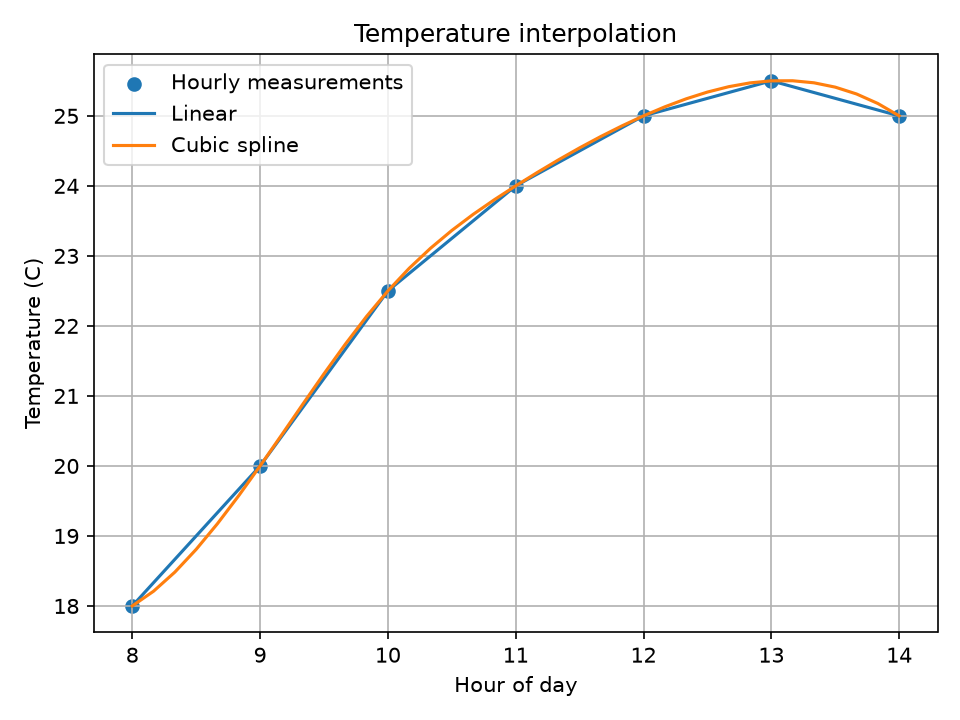 Temperature interpolation
Hourly measurements
Linear
Cubic spline
25
24
23
22
21
20
19
18
Temperature (C)
8 9 10 11 12 13 14
Hour of day